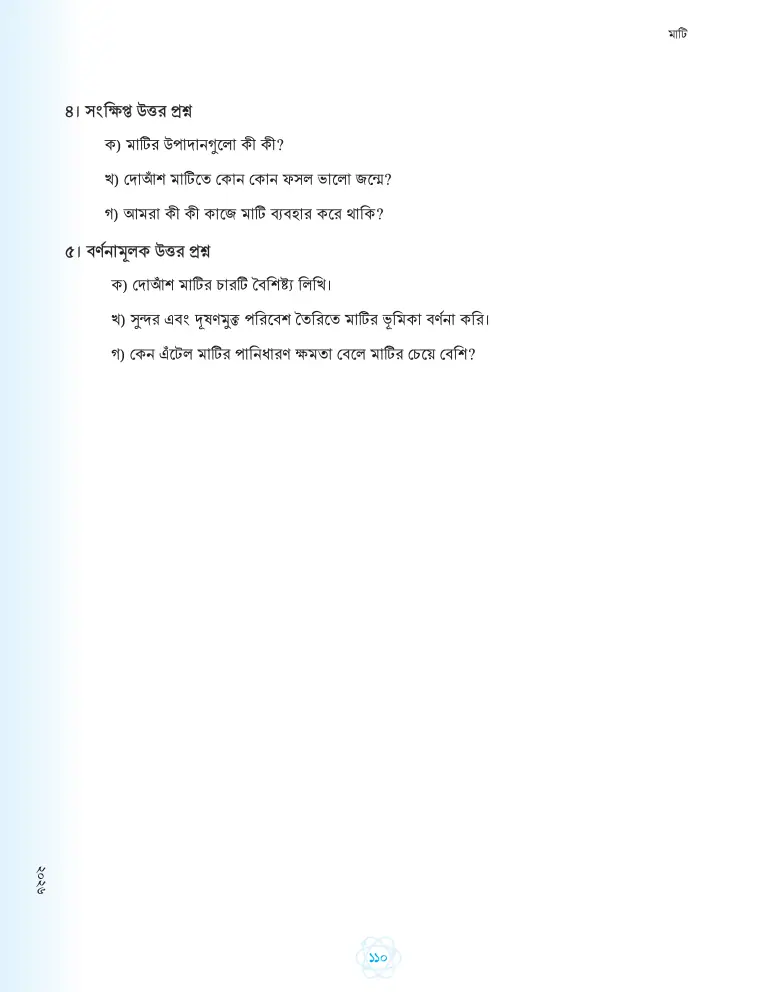 মাটি
৪। সংক্ষিপ্ত উত্তর প্রশ্ন
ক) মাটির উপাদানগুলো কী কী?
খ) দোআঁশ মাটিতে কোন কোন ফসল ভালো জন্মে?
গ) আমরা কী কী কাজে মাটি ব্যবহার করে থাকি?
৫। বর্ণনামূলক উত্তর প্রশ্ন
ক) দোআঁশ মাটির চারটি বৈশিষ্ট্য লিখি।
খ) সুন্দর এবং দূষণমুক্ত পরিবেশ তৈরিতে মাটির ভূমিকা বর্ণনা করি।
গ) কেন এঁটেল মাটির পানিধারণ ক্ষমতা বেলে মাটির চেয়ে বেশি?
২০২৫
১১০